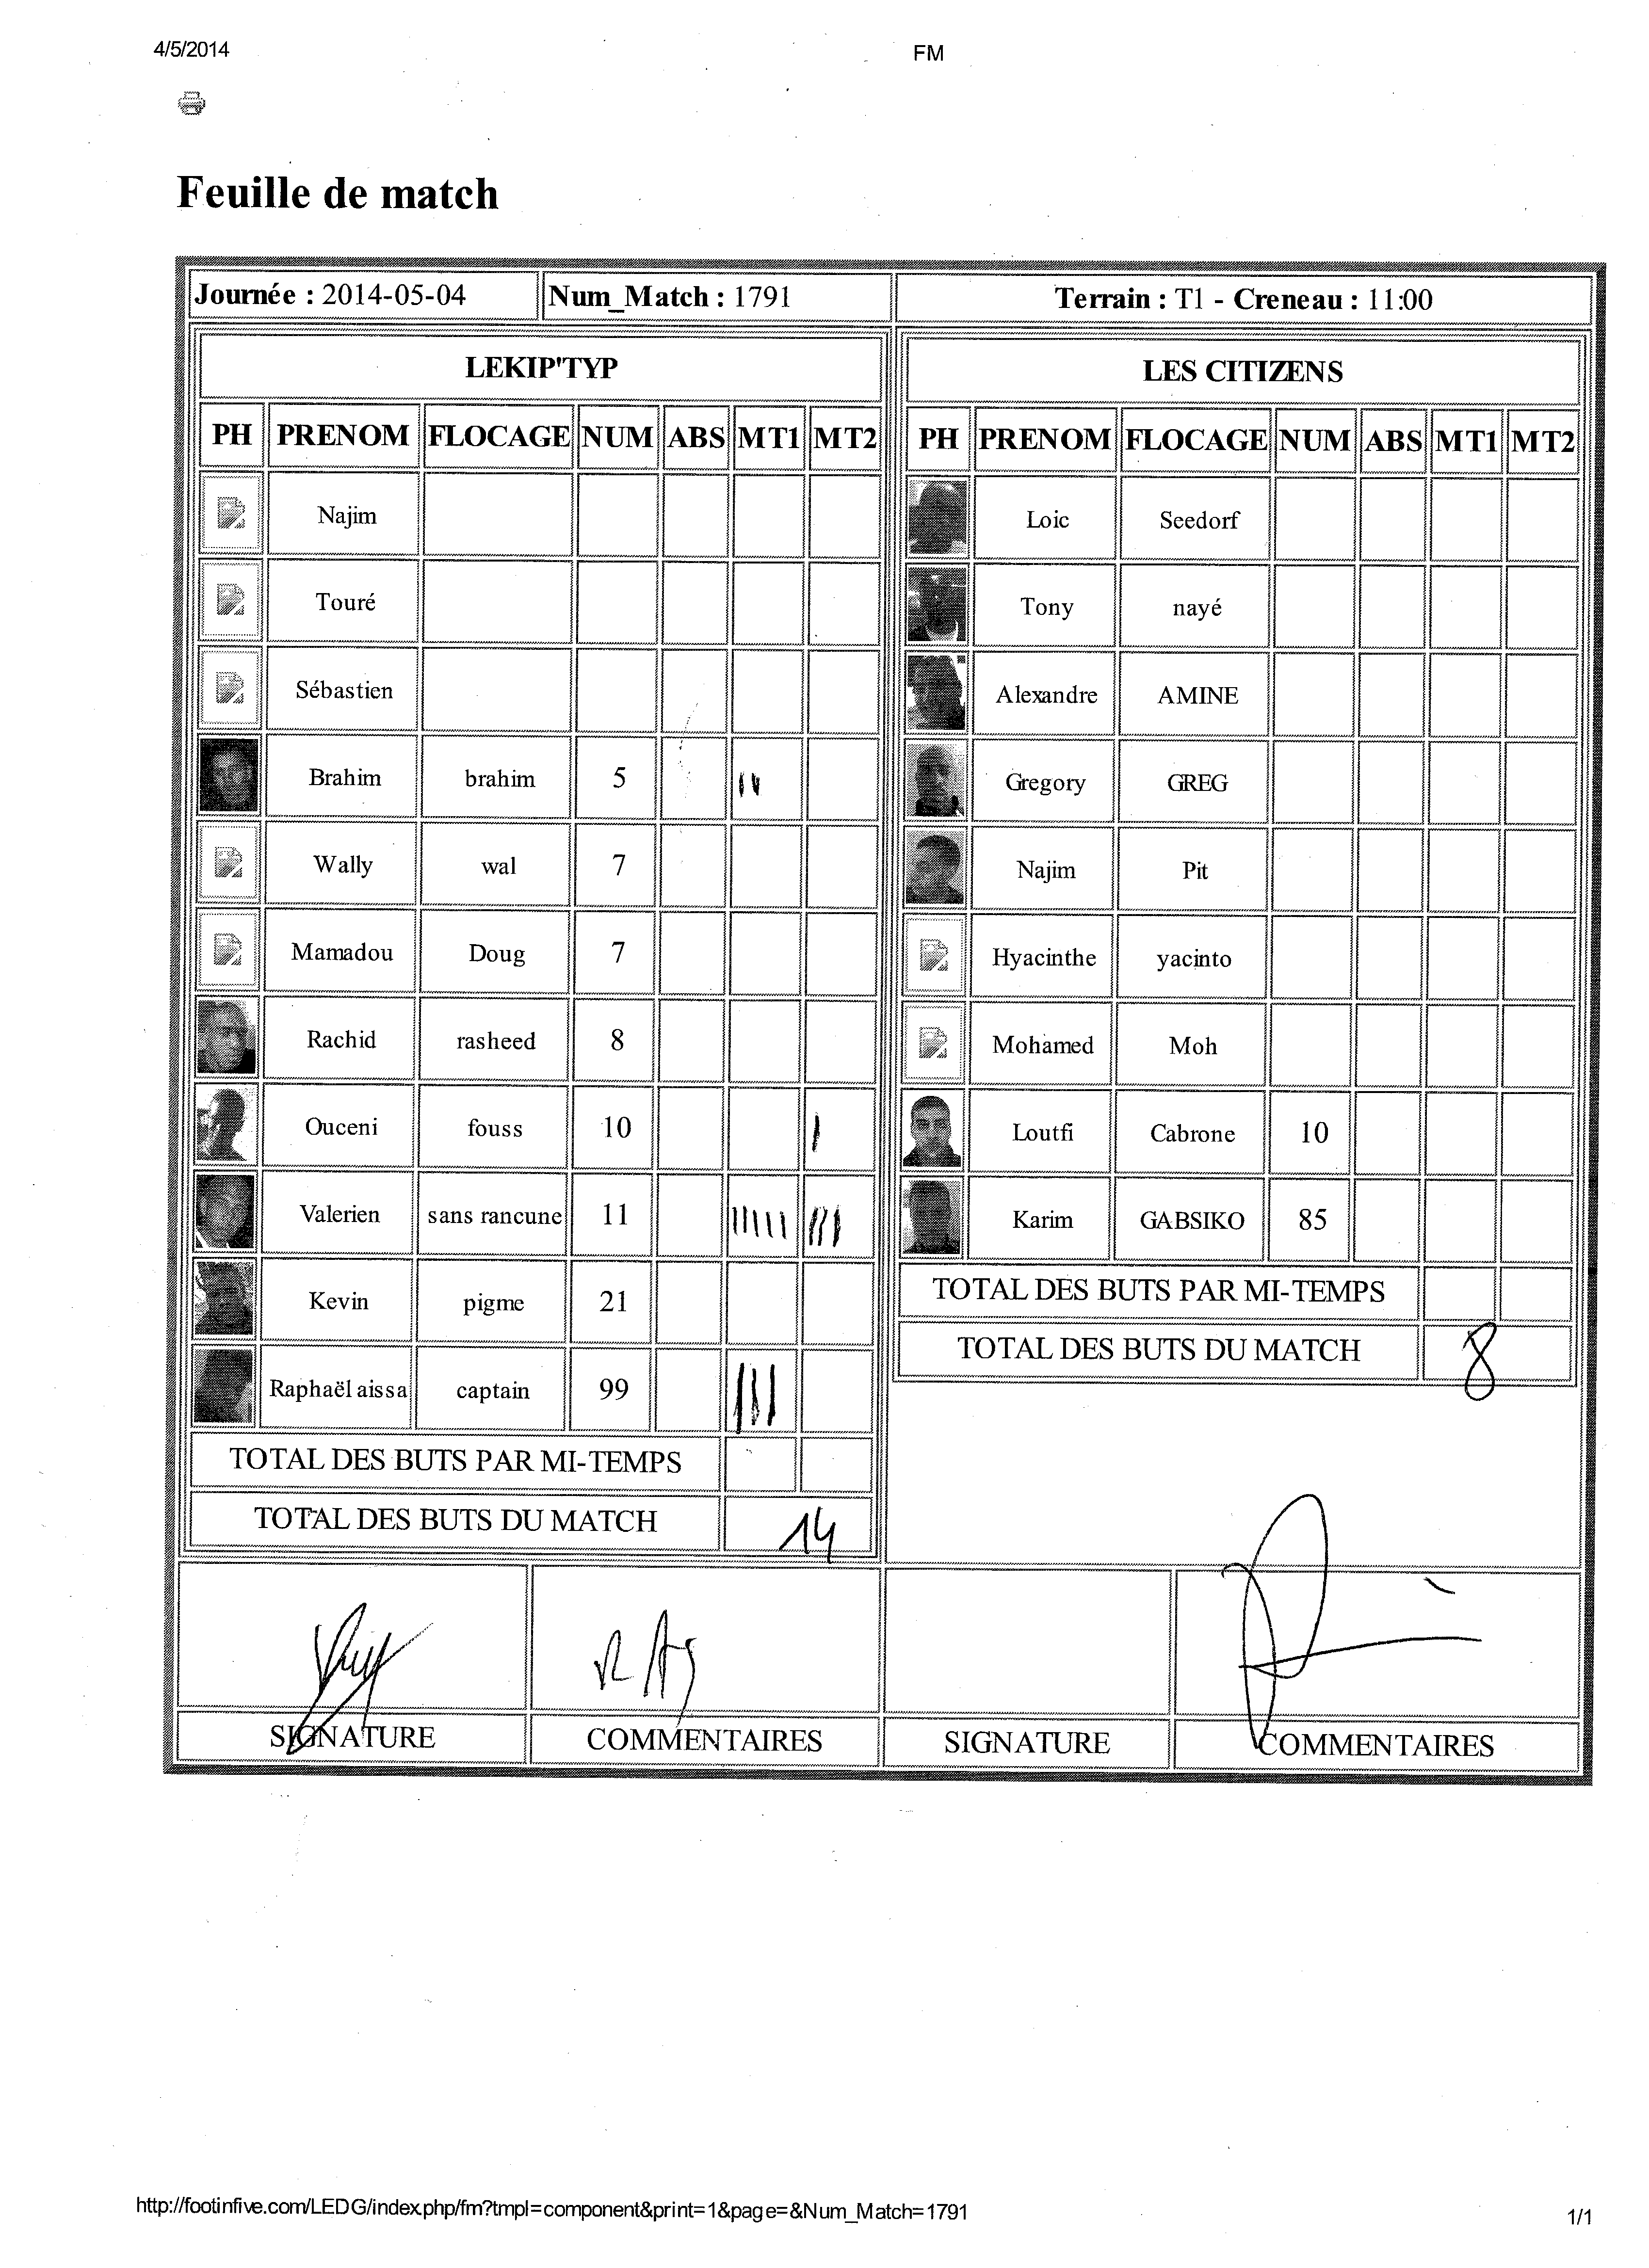 4/5/2014 FM
Feuille de match
Journée : 2014-05-04 Num_Match : 1791 Terrain : T1 - Creneau : 11:00
LEKIP'TYP
PH PRENOM FLOCAGE NUM ABS MT1 MT2
Najim
Touré
Sébastien
Brahim brahim 5 II
Wally wal 7
Mamadou Doug 7
Rachid rasheed 8
Ouceni fouss 10 I
Valerien sans rancune 11 IIIII III
Kevin pigme 21
Raphaël aissa captain 99 III
TOTAL DES BUTS PAR MI-TEMPS
TOTAL DES BUTS DU MATCH 14
LES CITIZENS
PH PRENOM FLOCAGE NUM ABS MT1 MT2
Loic Seedorf
Tony nayé
Alexandre AMINE
Gregory GREG
Najim Pit
Hyacinthe yacinto
Mohamed Moh
Loutfi Cabrone 10
Karim GABSIKO 85
TOTAL DES BUTS PAR MI-TEMPS
TOTAL DES BUTS DU MATCH 8
SIGNATURE COMMENTAIRES SIGNATURE COMMENTAIRES
http://footinfive.com/LEDG/index.php/fm?tmpl=component&print=1&page=&Num_Match=1791 1/1